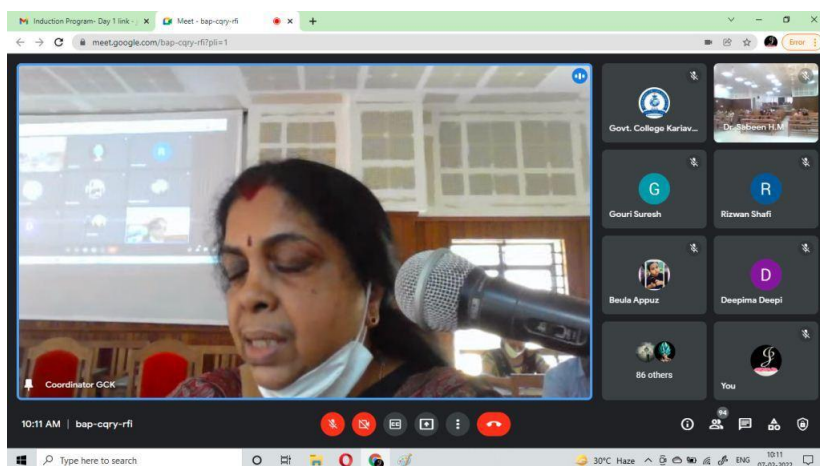 Induction Program- Day 1 link - j
Meet - bap-cqry-rfi
meet.google.com/bap-cqry-rfi?pli=1
Error
Govt. College Kariav...
Dr. Sabeen H.M
G
Gouri Suresh
R
Rizwan Shafi
Beula Appuz
D
Deepima Deepi
86 others
You
Coordinator GCK
10:11 AM | bap-cqry-rfi
CC
94
Type here to search
30°C Haze
ENG
10:11
07-03-2022